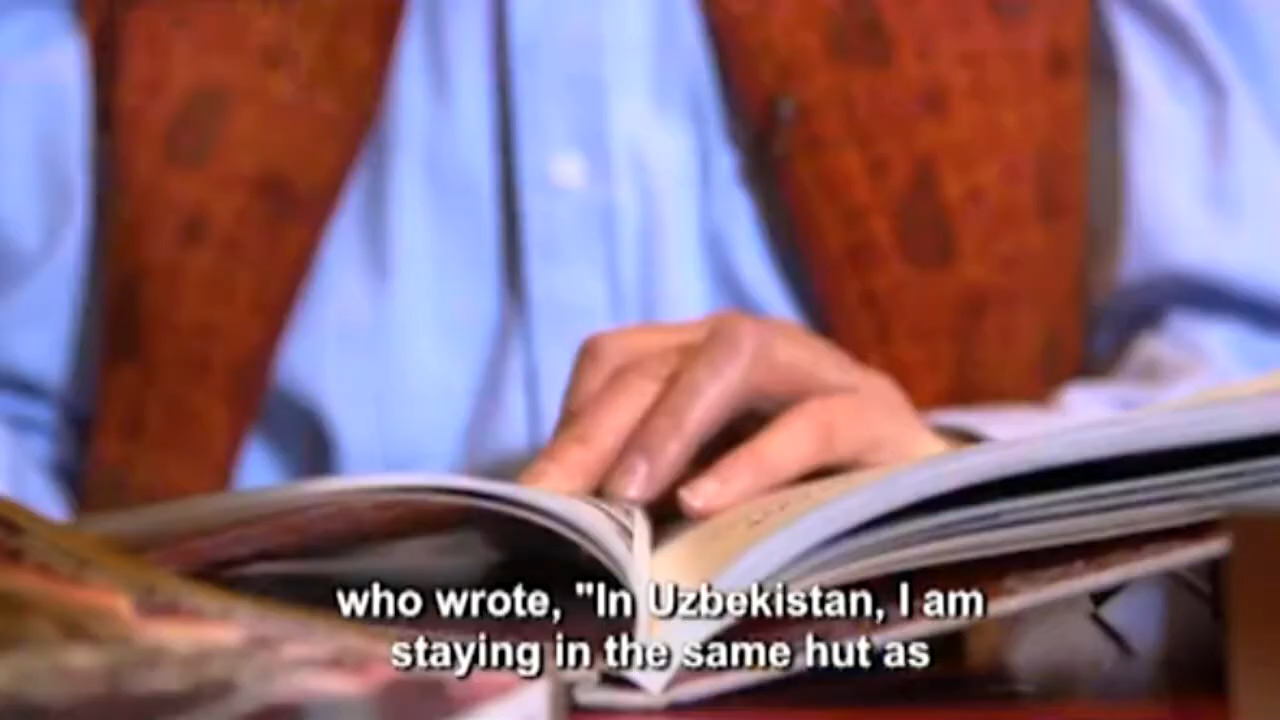 who wrote, "In Uzbekistan, I am
staying in the same hut as